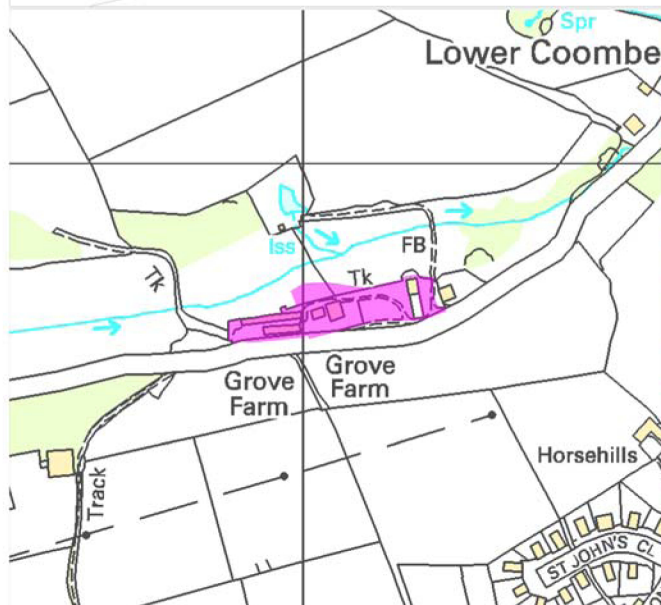 Spr
Lower Coombe
Iss
FB
Tk
Tk
Grove
Farm
Grove
Farm
Track
Horsehills
ST JOHN'S CL